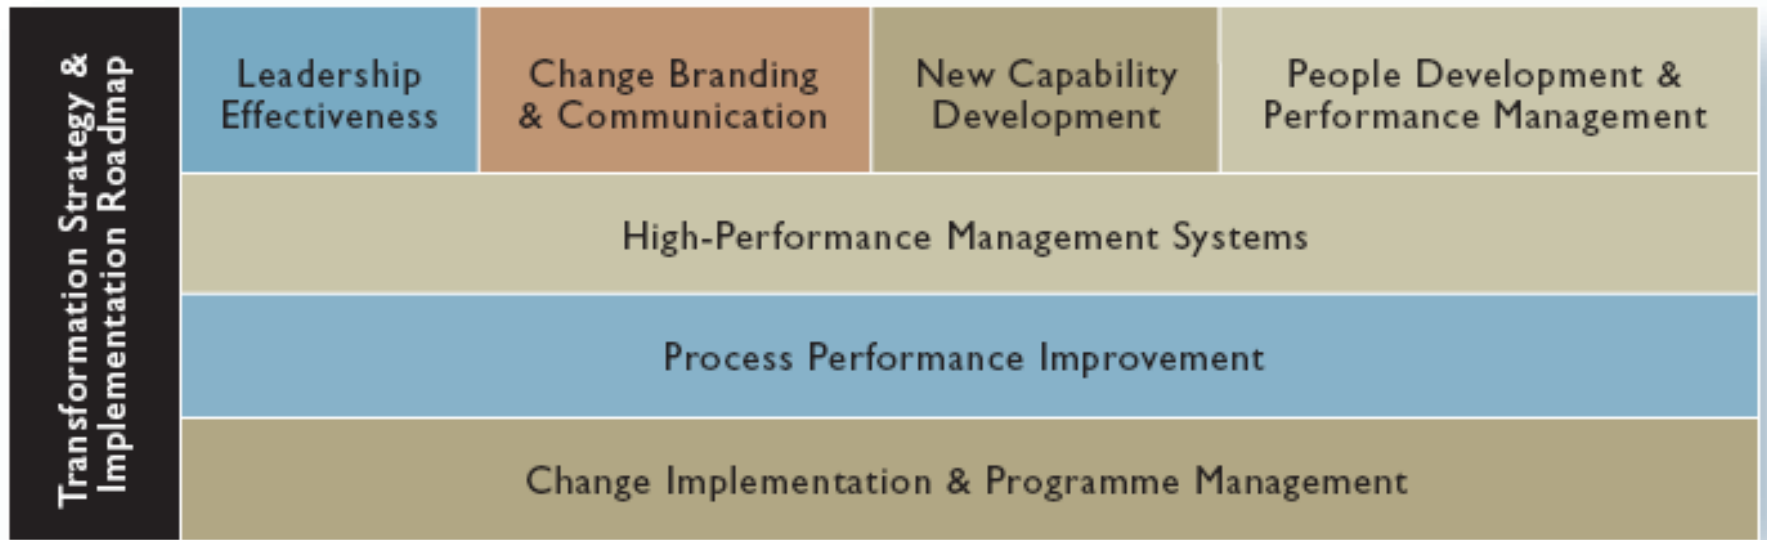 Transformation Strategy &
Implementation Roadmap
Leadership
Effectiveness
Change Branding
& Communication
New Capability
Development
People Development &
Performance Management
High-Performance Management Systems
Process Performance Improvement
Change Implementation & Programme Management